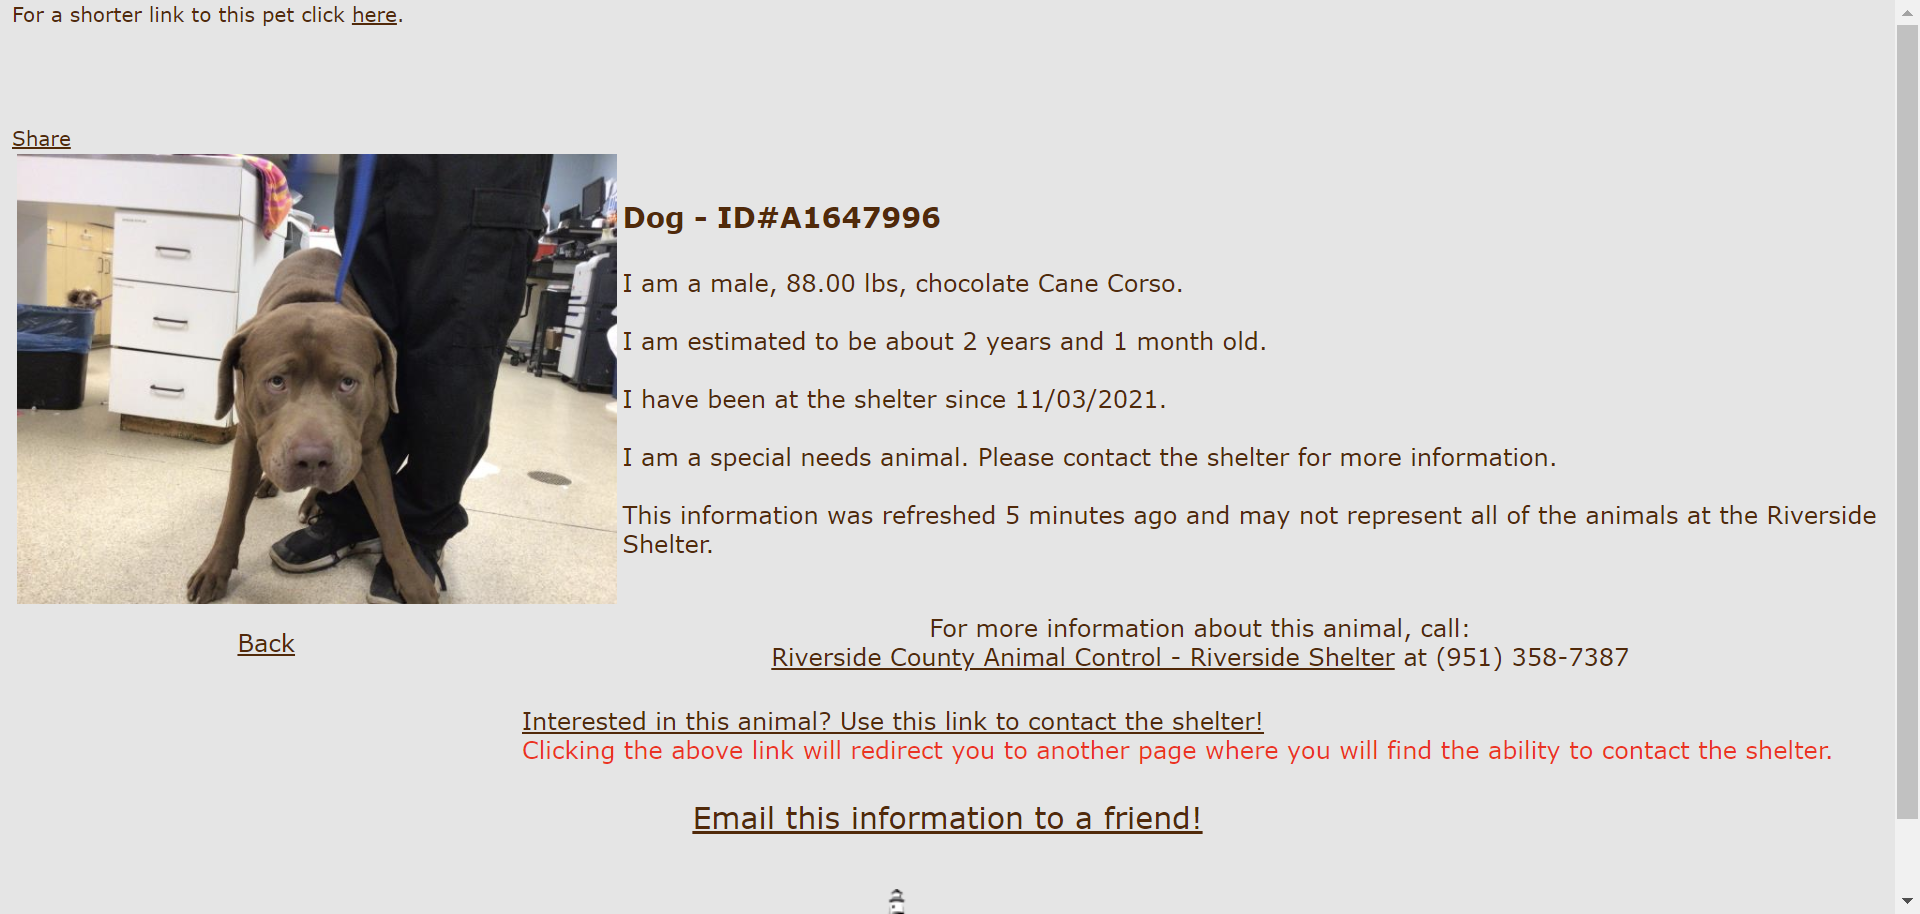 For a shorter link to this pet click here.
Share
Dog - ID#A1647996
I am a male, 88.00 lbs, chocolate Cane Corso.
I am estimated to be about 2 years and 1 month old.
I have been at the shelter since 11/03/2021.
I am a special needs animal. Please contact the shelter for more information.
This information was refreshed 5 minutes ago and may not represent all of the animals at the Riverside
Shelter.
Back
For more information about this animal, call:
Riverside County Animal Control - Riverside Shelter at (951) 358-7387
Interested in this animal? Use this link to contact the shelter!
Clicking the above link will redirect you to another page where you will find the ability to contact the shelter.
Email this information to a friend!